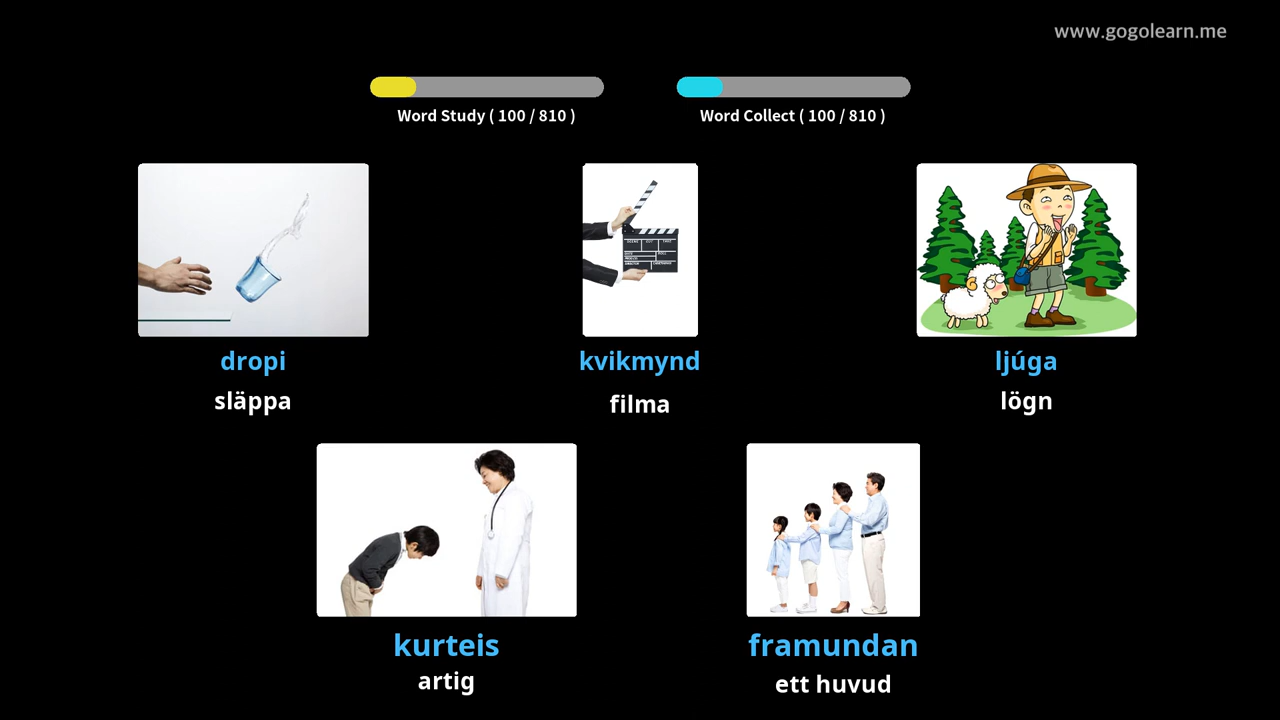 www.gogolearn.me
Word Study ( 100 / 810 )
Word Collect ( 100 / 810 )
dropi
släppa
kvikmynd
filma
ljúga
lögn
kurteis
artig
framundan
ett huvud